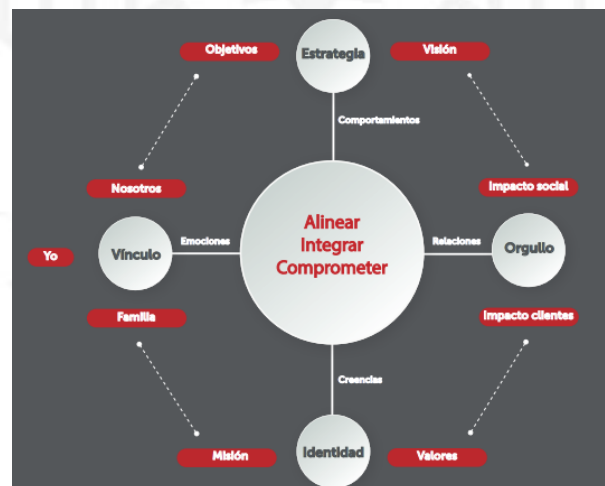 Objetivos
Estrategia
Visión
Comportamientos
Nosotros
Impacto social
Alinear
Integrar
Comprometer
Yo
Vínculo
Emociones
Relaciones
Orgullo
Familia
Impacto clientes
Creencias
Misión
Identidad
Valores